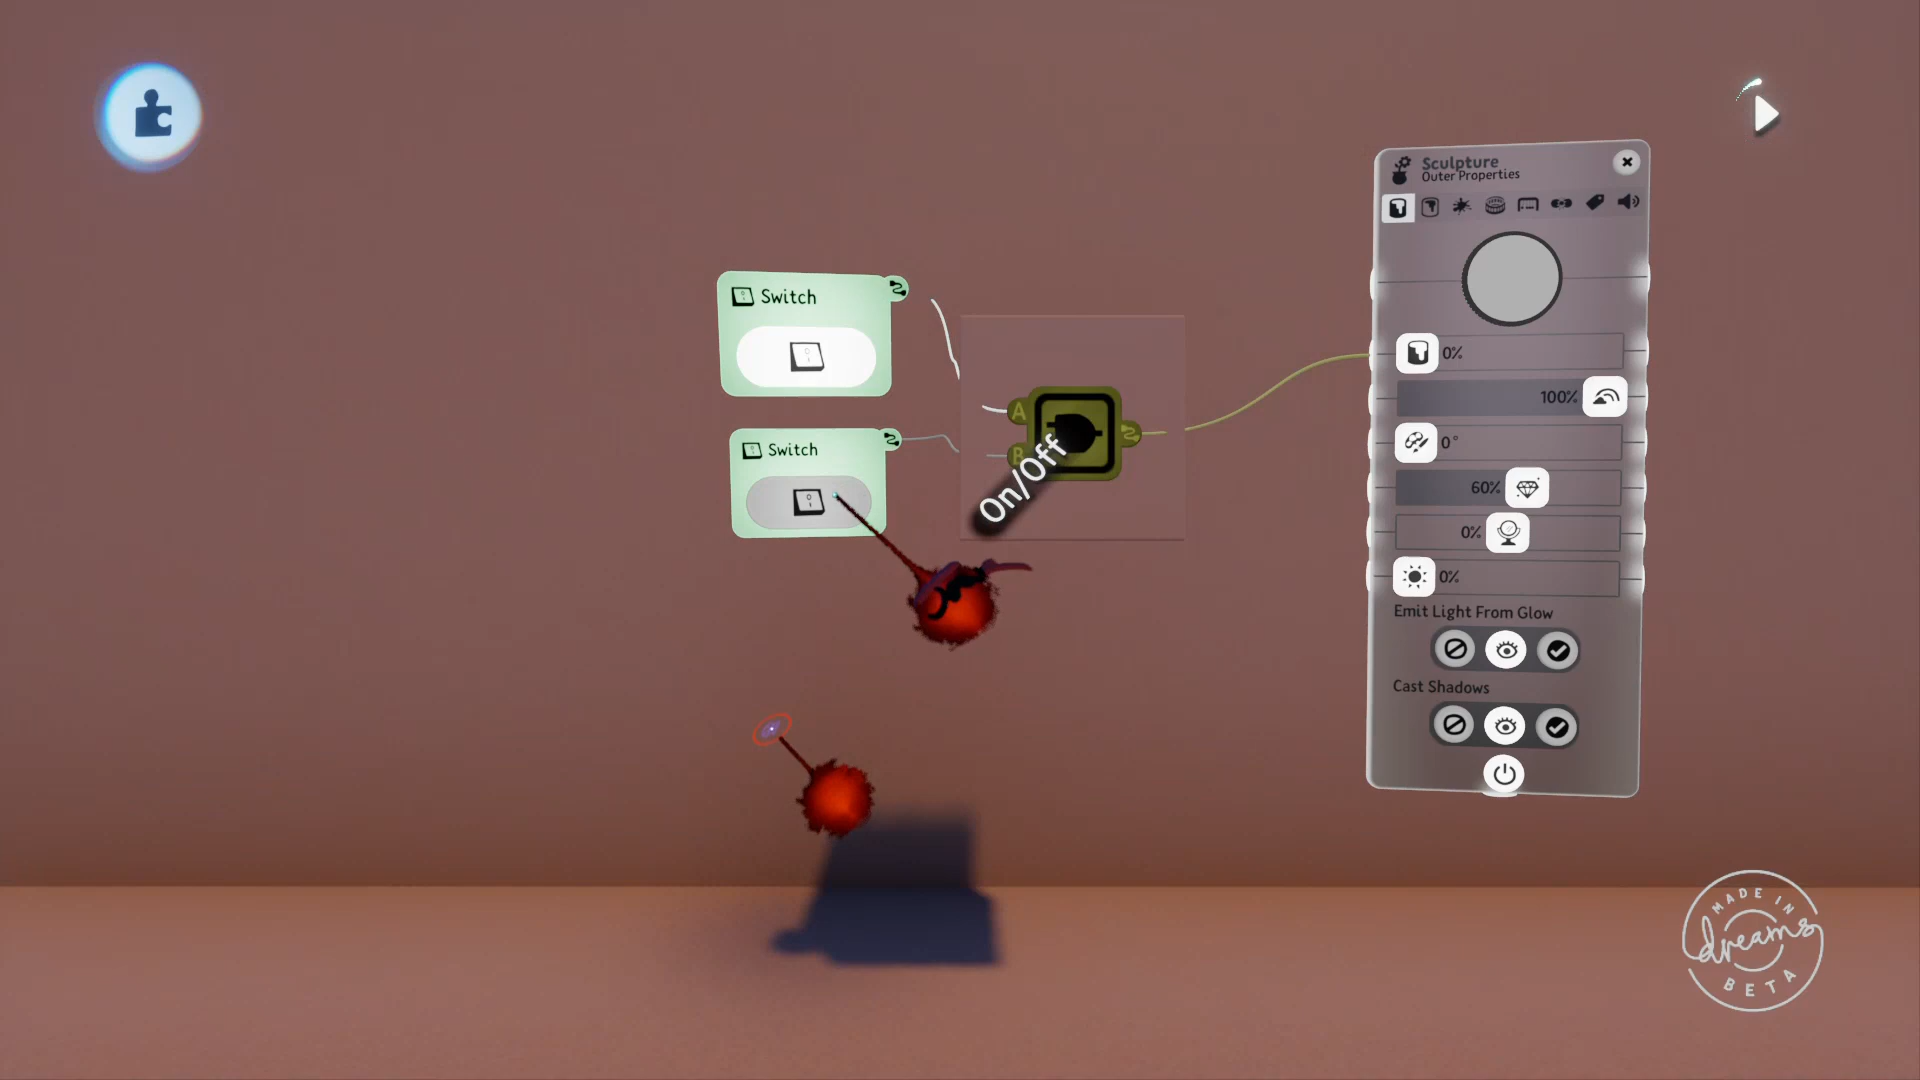 Sculpture
Outer Properties
Switch
0%
100%
A
B
Switch
On/Off
0°
60%
0%
0%
Emit Light From Glow
Cast Shadows
MADE IN
dreams
BETA